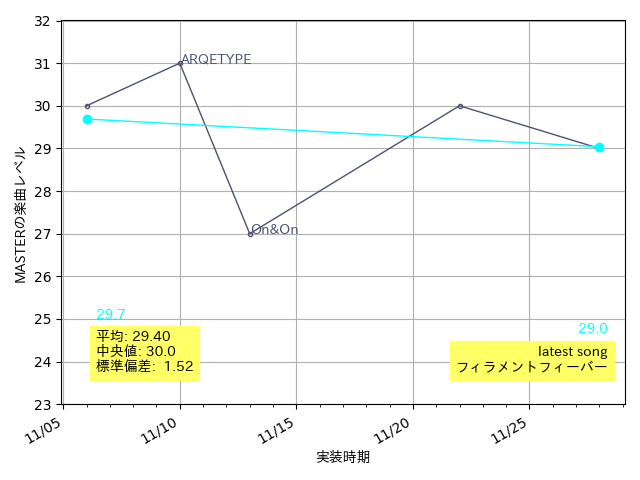 32
31
30
29
28
27
26
25
24
23
MASTERの楽曲レベル
ARQETYPE
On&On
29.7
平均: 29.40
中央値: 30.0
標準偏差: 1.52
29.0
latest song
フィラメントフィーバー
11/05
11/10
11/15
11/20
11/25
実装時期